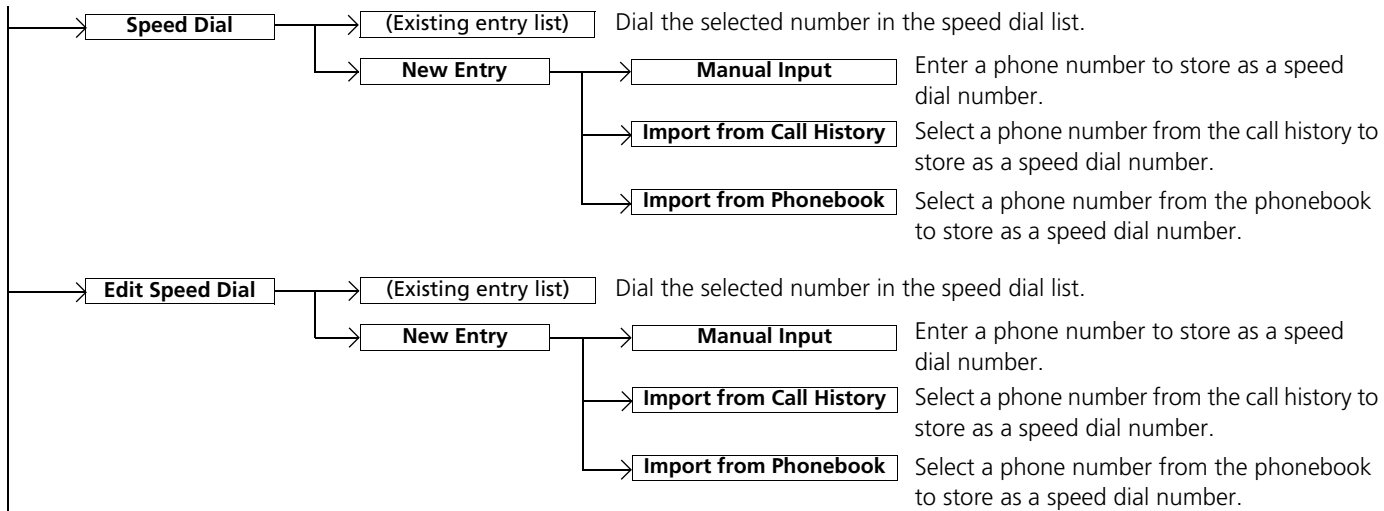 Speed Dial (Existing entry list) Dial the selected number in the speed dial list.
New Entry Manual Input Enter a phone number to store as a speed
dial number.
Import from Call History Select a phone number from the call history to
store as a speed dial number.
Import from Phonebook Select a phone number from the phonebook
to store as a speed dial number.
Edit Speed Dial (Existing entry list) Dial the selected number in the speed dial list.
New Entry Manual Input Enter a phone number to store as a speed
dial number.
Import from Call History Select a phone number from the call history to
store as a speed dial number.
Import from Phonebook Select a phone number from the phonebook
to store as a speed dial number.